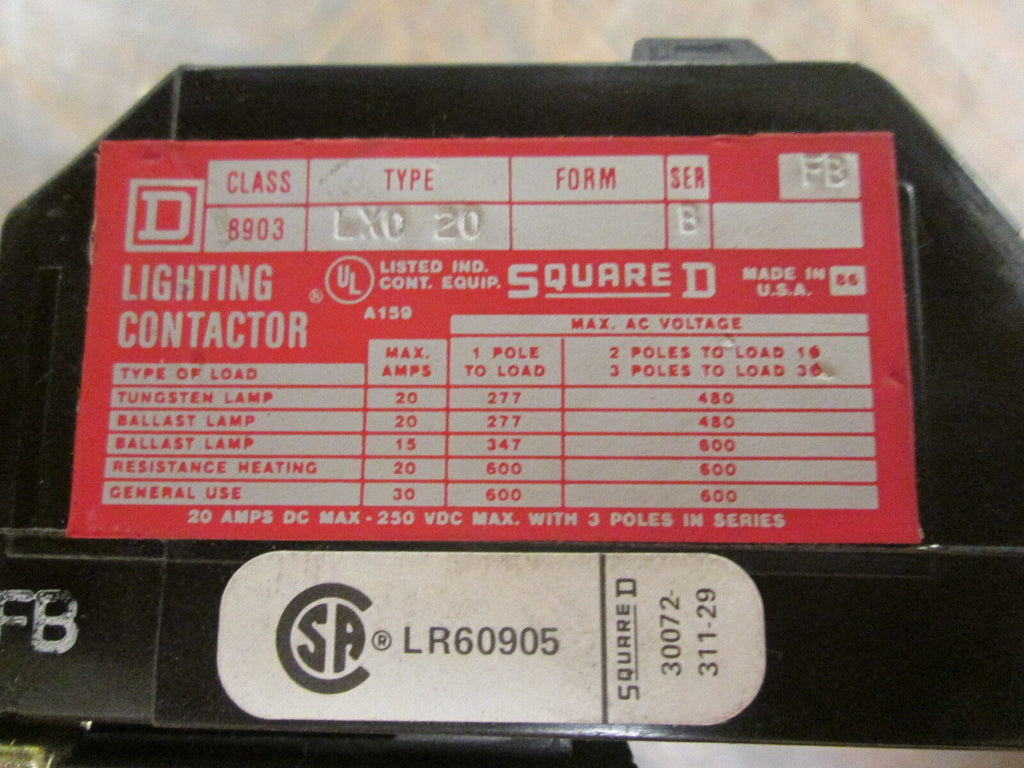 D CLASS TYPE FORM SER FB
8903 LXO 20 B
LIGHTING
CONTACTOR
® UL LISTED IND.
CONT. EQUIP.
A159
SQUARE D
MADE IN
U.S.A. 86
MAX. AC VOLTAGE
TYPE OF LOAD
MAX.
AMPS
1 POLE
TO LOAD
2 POLES TO LOAD 1ϕ
3 POLES TO LOAD 3ϕ
TUNGSTEN LAMP 20 277 480
BALLAST LAMP 20 277 480
BALLAST LAMP 15 347 600
RESISTANCE HEATING 20 600 600
GENERAL USE 30 600 600
20 AMPS DC MAX - 250 VDC MAX. WITH 3 POLES IN SERIES
FB
CSA ® LR60905
SQUARE D
30072-
311-29